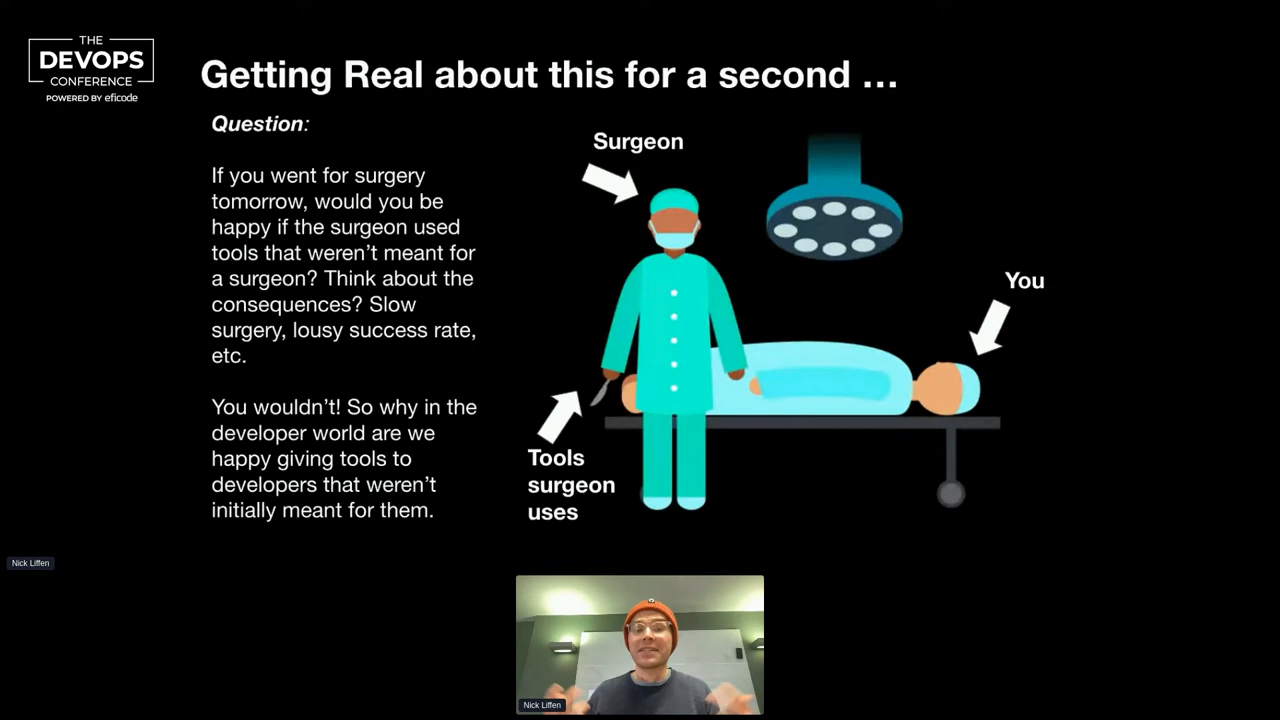 THE
DEVOPS
CONFERENCE
POWERED BY eficode
Getting Real about this for a second ...
Question:
If you went for surgery
tomorrow, would you be
happy if the surgeon used
tools that weren’t meant for
a surgeon? Think about the
consequences? Slow
surgery, lousy success rate,
etc.
You wouldn’t! So why in the
developer world are we
happy giving tools to
developers that weren’t
initially meant for them.
Surgeon
You
Tools
surgeon
uses
Nick Liffen
Nick Liffen